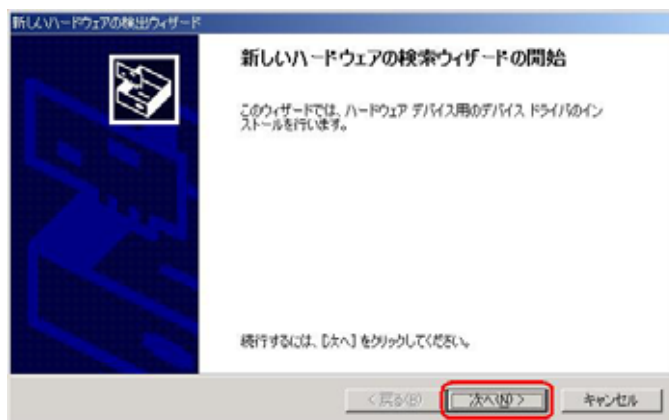 新しいハードウェアの検出ウィザード
新しいハードウェアの検索ウィザードの開始
このウィザードでは、ハードウェア デバイス用のデバイス ドライバのイン
ストールを行います。
続行するには、[次へ] をクリックしてください。
< 戻る(B)
次へ(N) >
キャンセル